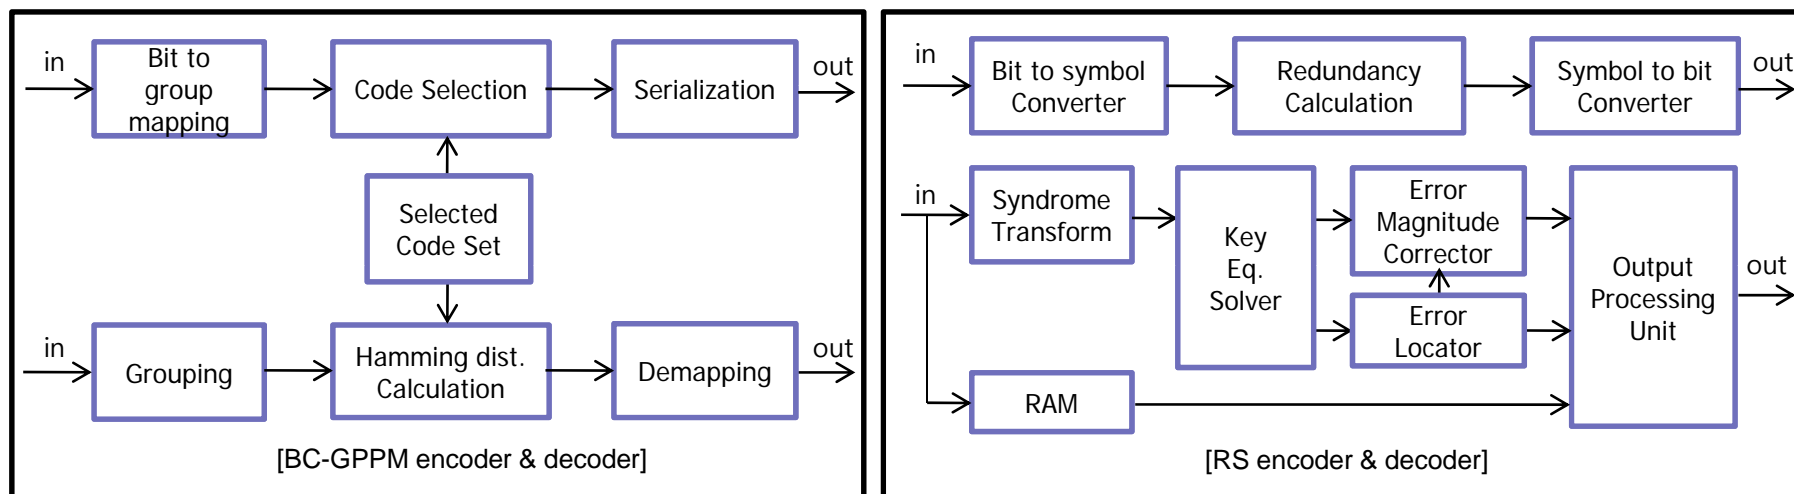 in
Bit to
group
mapping
Code Selection
Serialization
out
Selected
Code Set
in
Grouping
Hamming dist.
Calculation
Demapping
out
[BC-GPPM encoder & decoder]
in
Bit to symbol
Converter
Redundancy
Calculation
Symbol to bit
Converter
out
in
Syndrome
Transform
Key
Eq.
Solver
Error
Magnitude
Corrector
Error
Locator
Output
Processing
Unit
out
RAM
[RS encoder & decoder]